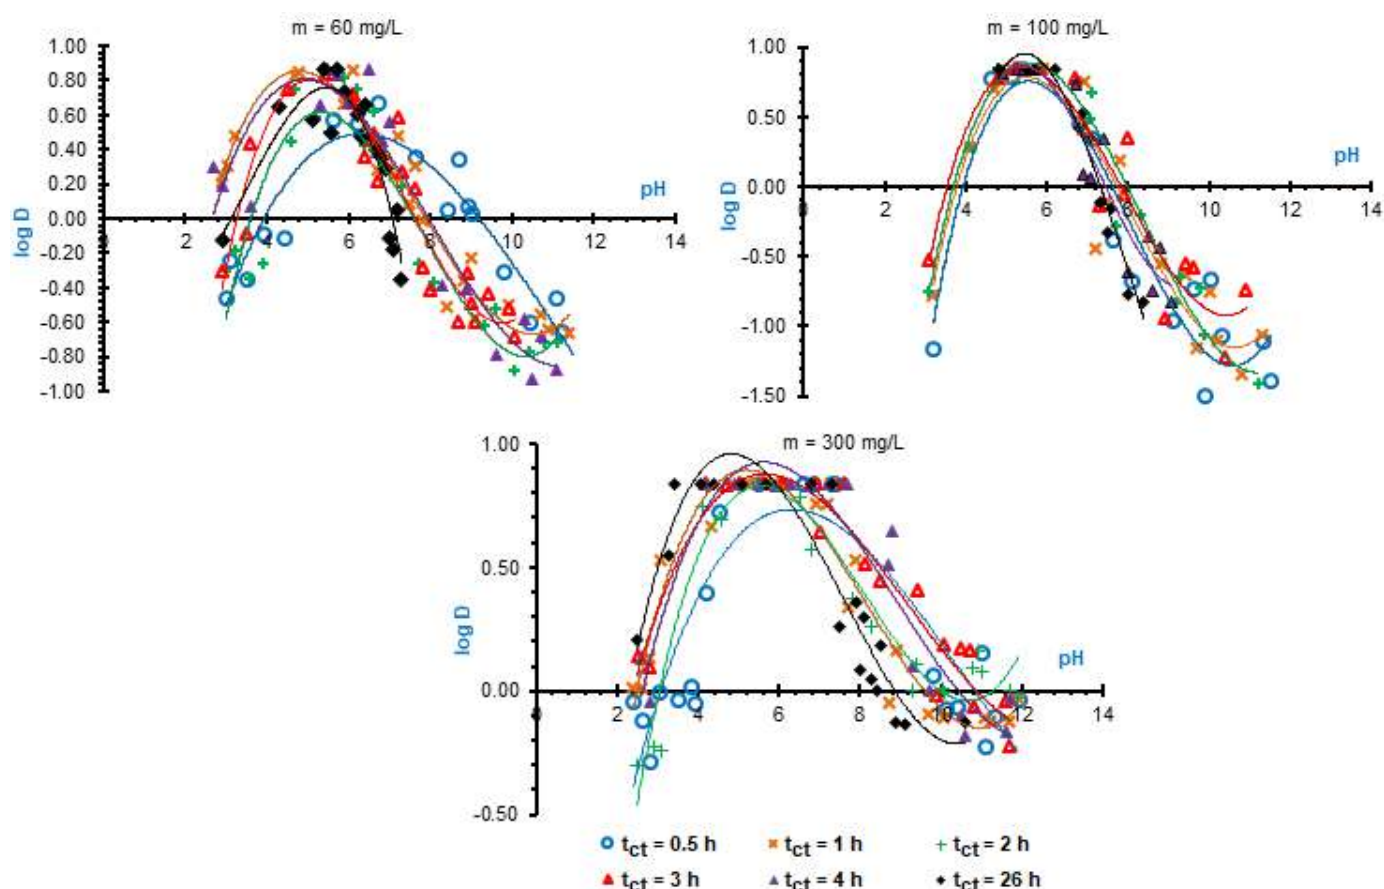 m = 60 mg/L
1.00
0.80
0.60
0.40
0.20
0.00
-0.20
-0.40
-0.60
-0.80
-1.00
0 2 4 6 8 10 12 14
log D
pH
m = 100 mg/L
1.00
0.50
0.00
-0.50
-1.00
-1.50
0 2 4 6 8 10 12 14
log D
pH
m = 300 mg/L
1.00
0.50
0.00
-0.50
0 2 4 6 8 10 12 14
log D
pH
tct = 0.5 h tct = 1 h tct = 2 h
tct = 3 h tct = 4 h tct = 26 h